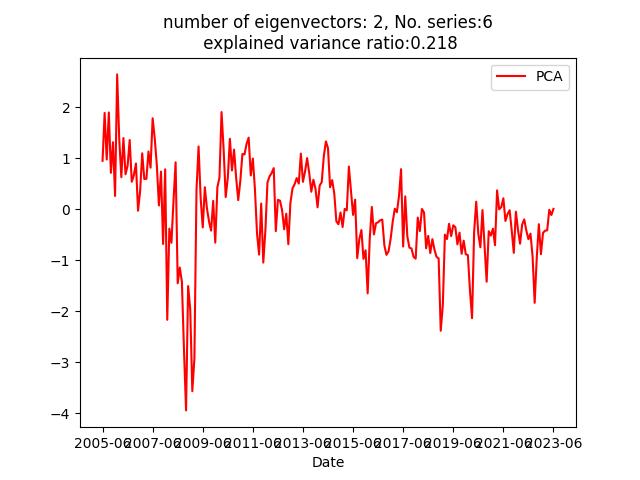 number of eigenvectors: 2, No. series:6
explained variance ratio:0.218
PCA
2
1
0
−1
−2
−3
−4
2005-06 2007-06 2009-06 2011-06 2013-06 2015-06 2017-06 2019-06 2021-06 2023-06
Date